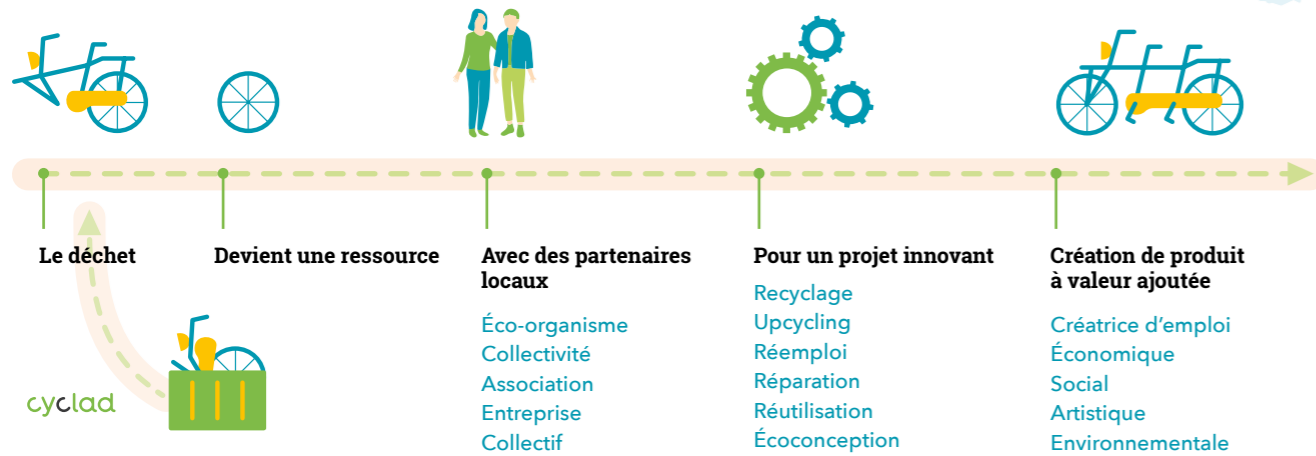 Le déchet
Devient une ressource
Avec des partenaires
locaux
Éco-organisme
Collectivité
Association
Entreprise
Collectif
Pour un projet innovant
Recyclage
Upcycling
Réemploi
Réparation
Réutilisation
Écoconception
Création de produit
à valeur ajoutée
Créatrice d’emploi
Économique
Social
Artistique
Environnementale
cyclad